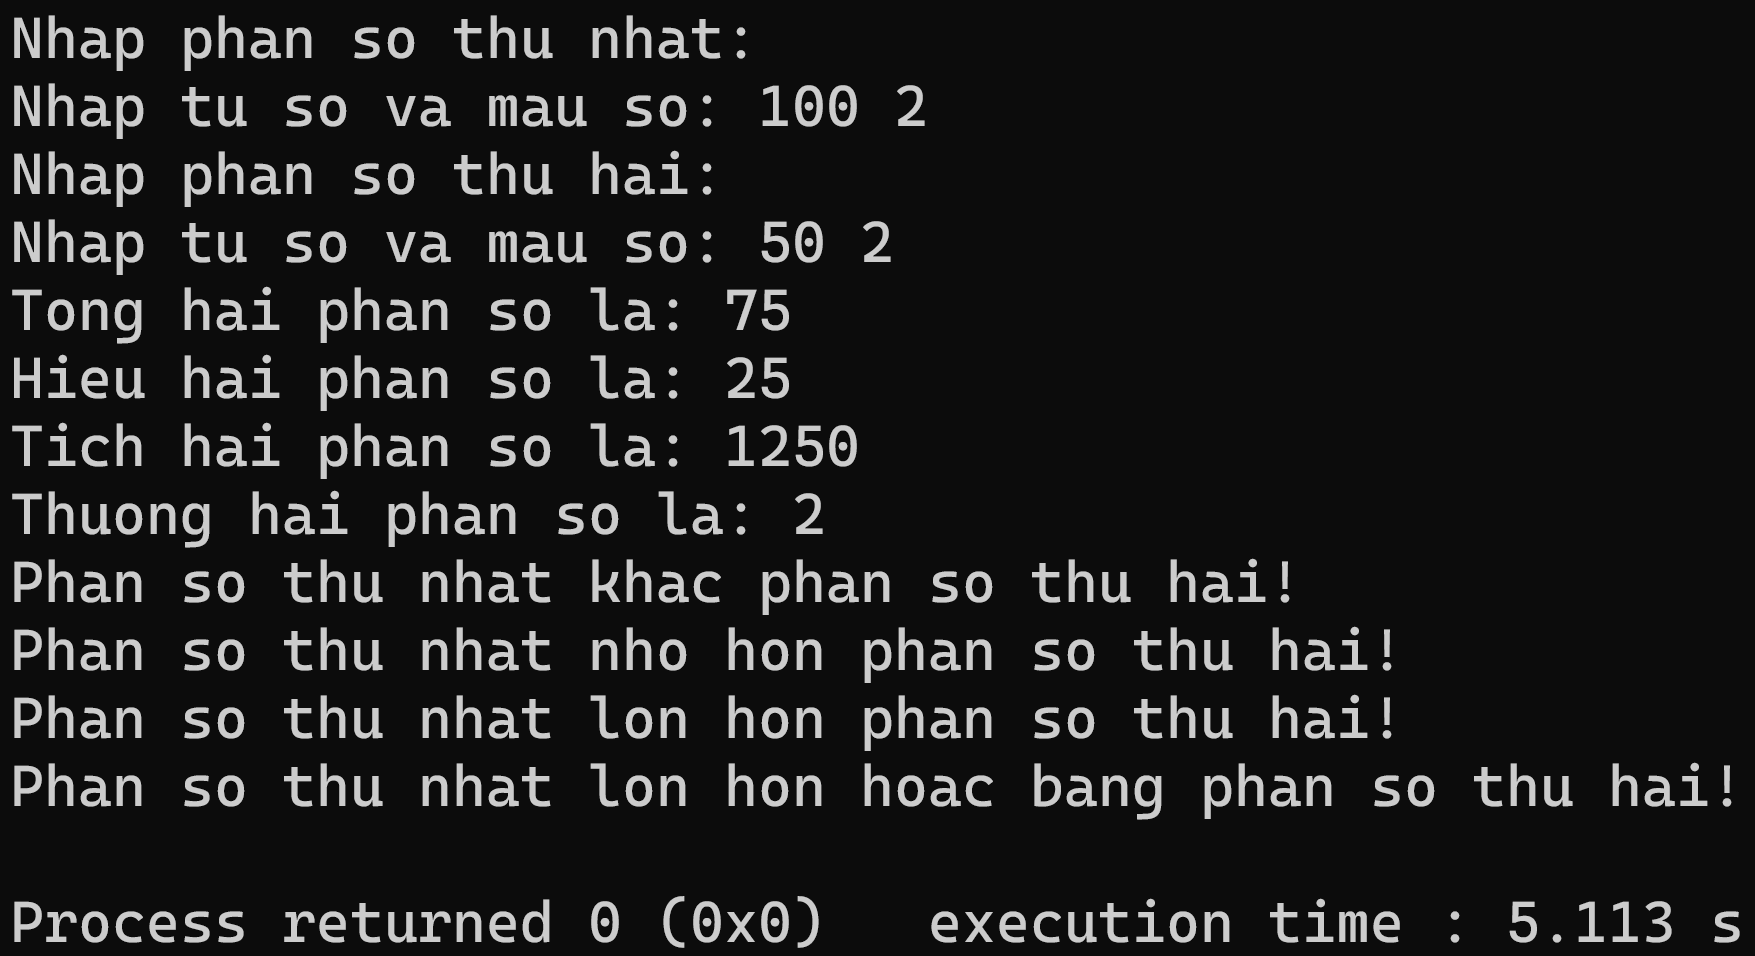 Nhap phan so thu nhat:
Nhap tu so va mau so: 100 2
Nhap phan so thu hai:
Nhap tu so va mau so: 50 2
Tong hai phan so la: 75
Hieu hai phan so la: 25
Tich hai phan so la: 1250
Thuong hai phan so la: 2
Phan so thu nhat khac phan so thu hai!
Phan so thu nhat nho hon phan so thu hai!
Phan so thu nhat lon hon phan so thu hai!
Phan so thu nhat lon hon hoac bang phan so thu hai!
Process returned 0 (0x0)   execution time : 5.113 s